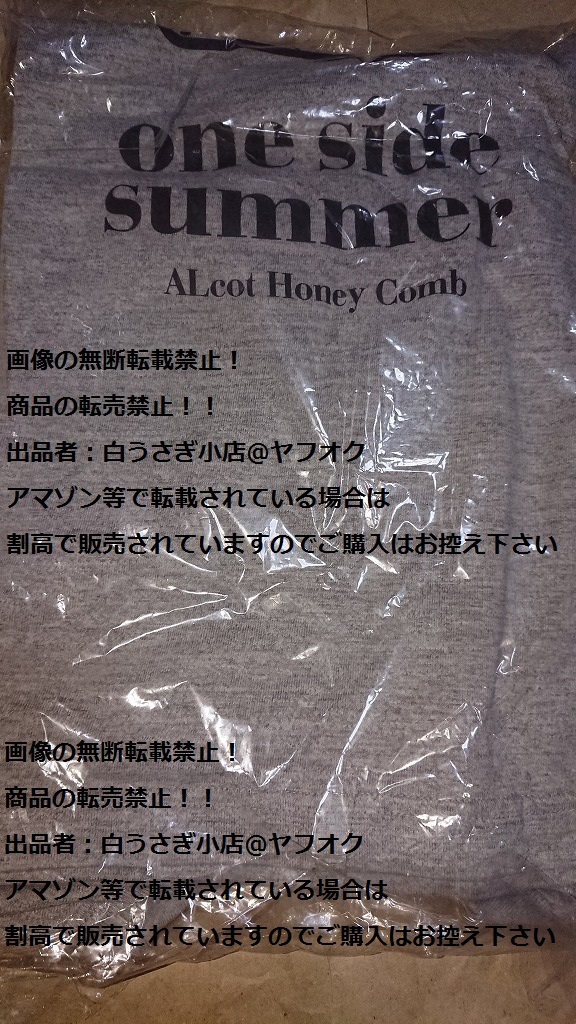 one side
summer
ALcot Honey Comb
画像の無断転載禁止！
商品の転売禁止！！
出品者：白うさぎ小店@ヤフオク
アマゾン等で転載されている場合は
割高で販売されていますのでご購入はお控え下さい
画像の無断転載禁止！
商品の転売禁止！！
出品者：白うさぎ小店@ヤフオク
アマゾン等で転載されている場合は
割高で販売されていますのでご購入はお控え下さい